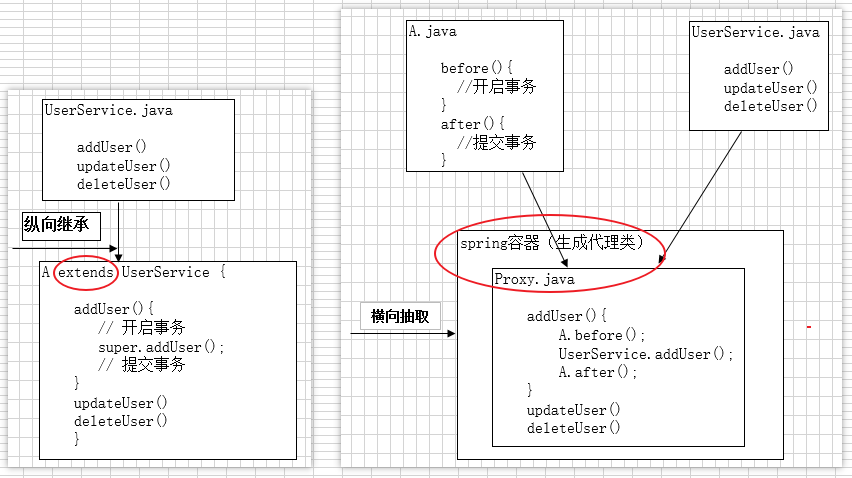 UserService.java
addUser()
updateUser()
deleteUser()
纵向继承
A extends UserService {
addUser(){
// 开启事务
super.addUser();
// 提交事务
}
updateUser()
deleteUser()
}
A.java
before(){
//开启事务
}
after(){
//提交事务
}
UserService.java
addUser()
updateUser()
deleteUser()
横向抽取
spring容器（生成代理类）
Proxy.java
addUser(){
A.before();
UserService.addUser();
A.after();
}
updateUser()
deleteUser()